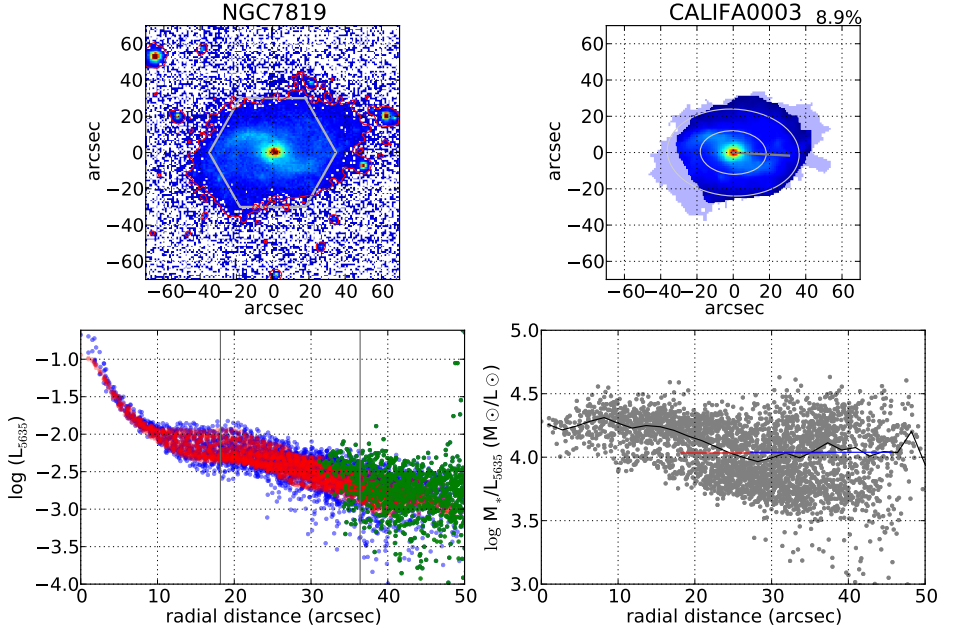 NGC7819
CALIFA0003 8.9%
60
40
20
0
−20
−40
−60
arcsec
−60 −40 −20 0 20 40 60
arcsec
60
40
20
0
−20
−40
−60
arcsec
−60 −40 −20 0 20 40 60
arcsec
−1.0
−1.5
−2.0
−2.5
−3.0
−3.5
−4.0
log (L₅₆₃₅)
0 10 20 30 40 50
radial distance (arcsec)
5.0
4.5
4.0
3.5
3.0
log M*/L₅₆₃₅ (M⊙/L⊙)
0 10 20 30 40 50
radial distance (arcsec)